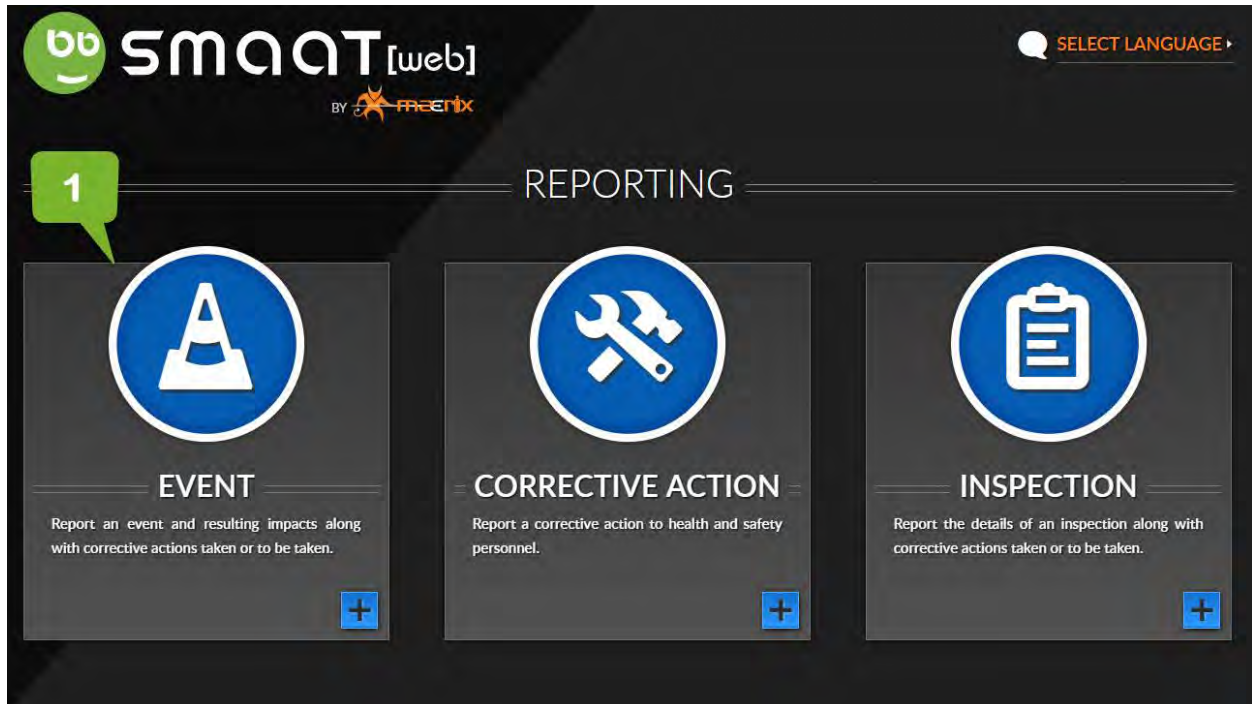 SMAAT[web]
BY maerix
SELECT LANGUAGE
1
REPORTING
EVENT
Report an event and resulting impacts along
with corrective actions taken or to be taken.
CORRECTIVE ACTION
Report a corrective action to health and safety
personnel.
INSPECTION
Report the details of an inspection along with
corrective actions taken or to be taken.